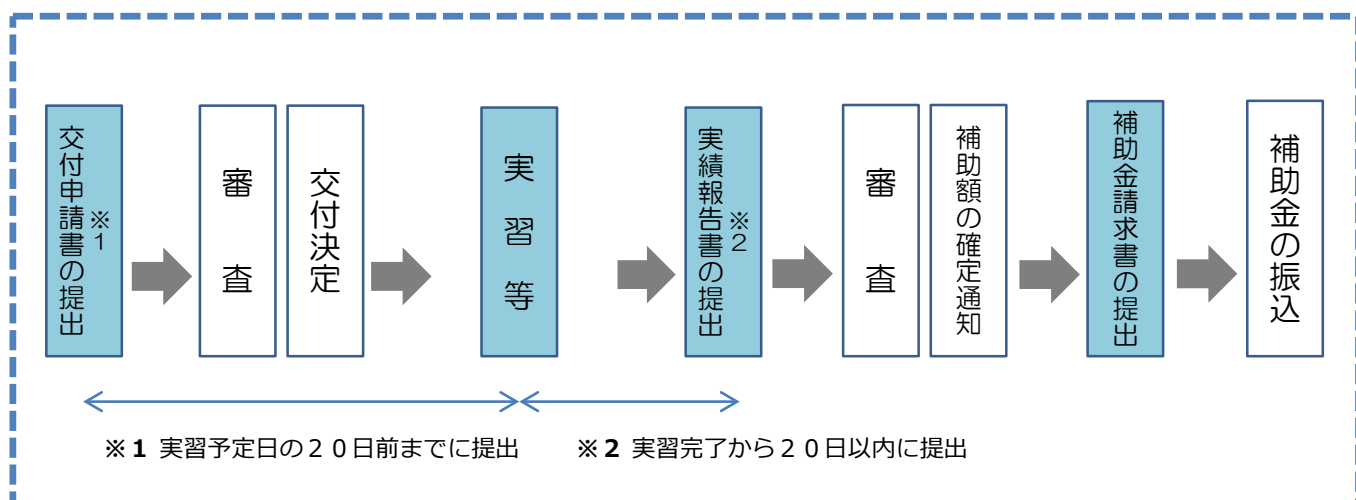 交付申請書の提出
※1
審査
交付決定
実習等
実績報告書の提出
※2
審査
補助額の確定通知
補助金請求書の提出
補助金の振込
※1 実習予定日の２０日前までに提出
※2 実習完了から２０日以内に提出